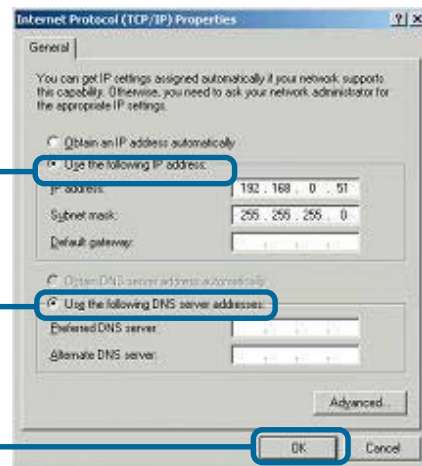 Internet Protocol (TCP/IP) Properties
General
You can get IP settings assigned automatically if your network supports
this capability. Otherwise, you need to ask your network administrator for
the appropriate IP settings.
Obtain an IP address automatically
Use the following IP address:
IP address: 192 . 168 . 0 . 51
Subnet mask: 255 . 255 . 255 . 0
Default gateway:
Obtain DNS server address automatically
Use the following DNS server addresses:
Preferred DNS server:
Alternate DNS server:
Advanced...
OK Cancel